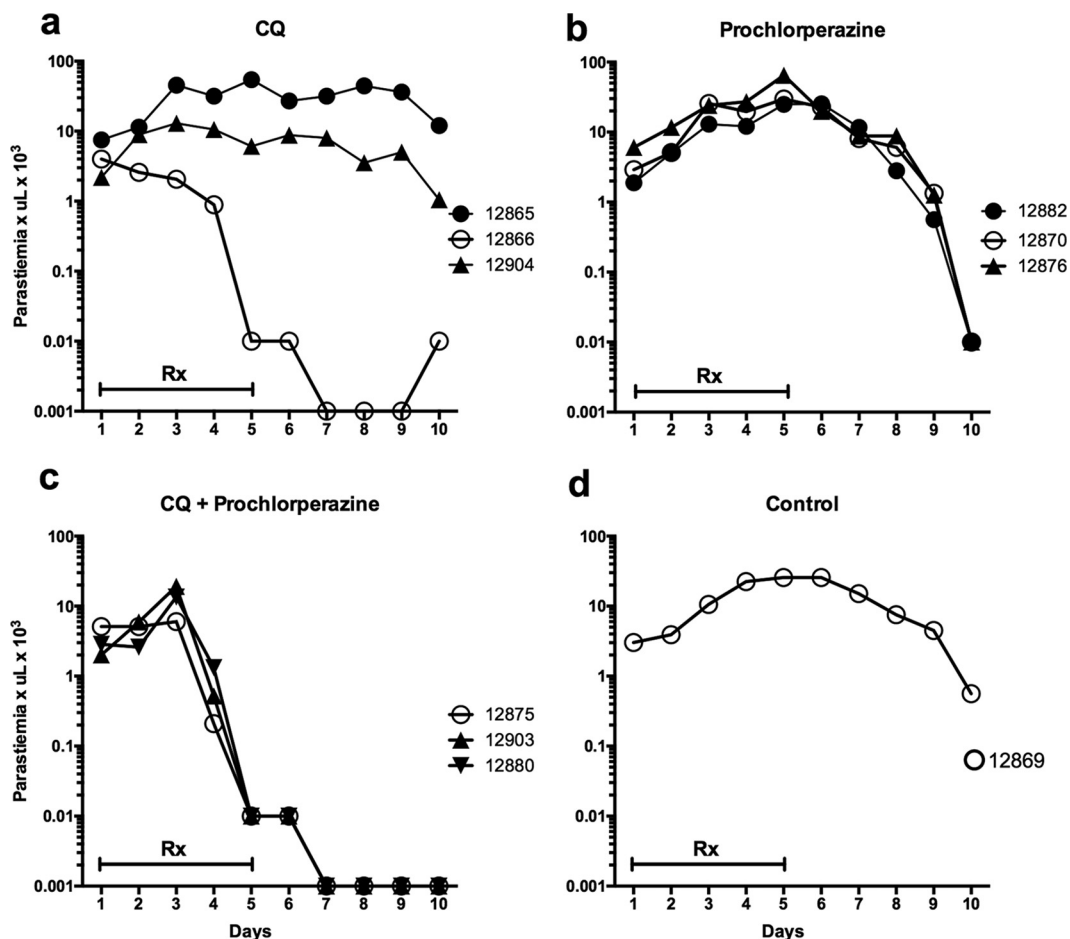 a
CQ
Parastiemia x uL x 10³
100
10
1
0.1
0.01
0.001
Rx
1 2 3 4 5 6 7 8 9 10
12865
12866
12904
b
Prochlorperazine
100
10
1
0.1
0.01
0.001
Rx
1 2 3 4 5 6 7 8 9 10
12882
12870
12876
c
CQ + Prochlorperazine
Parastiemia x uL x 10³
100
10
1
0.1
0.01
0.001
Rx
1 2 3 4 5 6 7 8 9 10
Days
12875
12903
12880
d
Control
100
10
1
0.1
0.01
0.001
Rx
1 2 3 4 5 6 7 8 9 10
Days
12869